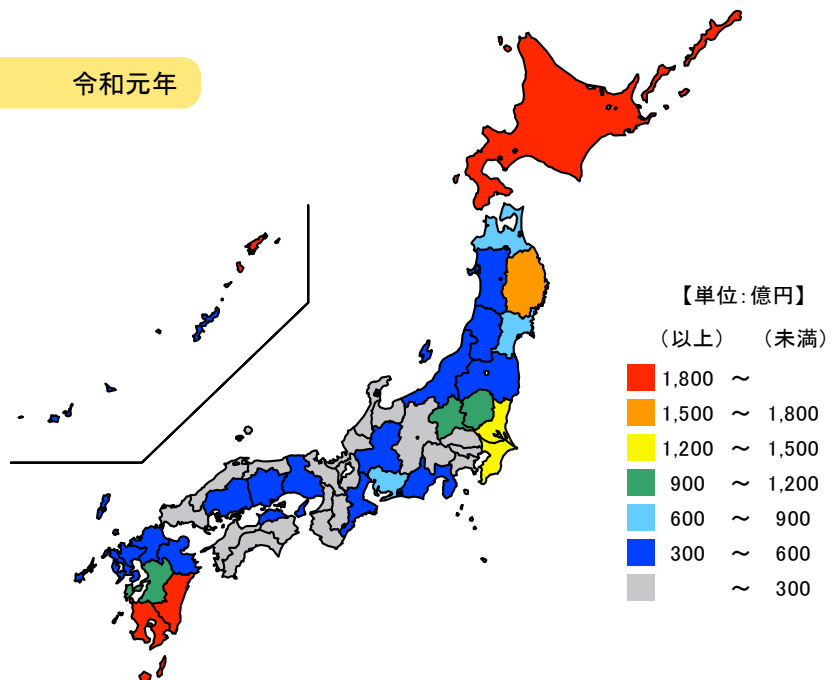 令和元年
【単位：億円】
（以上） （未満）
1,800 ～
1,500 ～ 1,800
1,200 ～ 1,500
900 ～ 1,200
600 ～ 900
300 ～ 600
～ 300